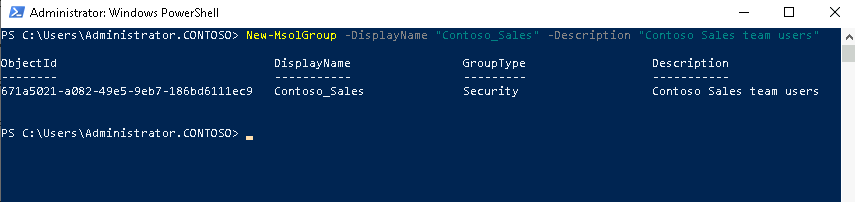 Administrator: Windows PowerShell
PS C:\Users\Administrator.CONTOSO> New-MsolGroup -DisplayName "Contoso_Sales" -Description "Contoso Sales team users"
ObjectId DisplayName GroupType Description
-------- ----------- --------- -----------
671a5021-a082-49e5-9eb7-186bd6111ec9 Contoso_Sales Security Contoso Sales team users
PS C:\Users\Administrator.CONTOSO>